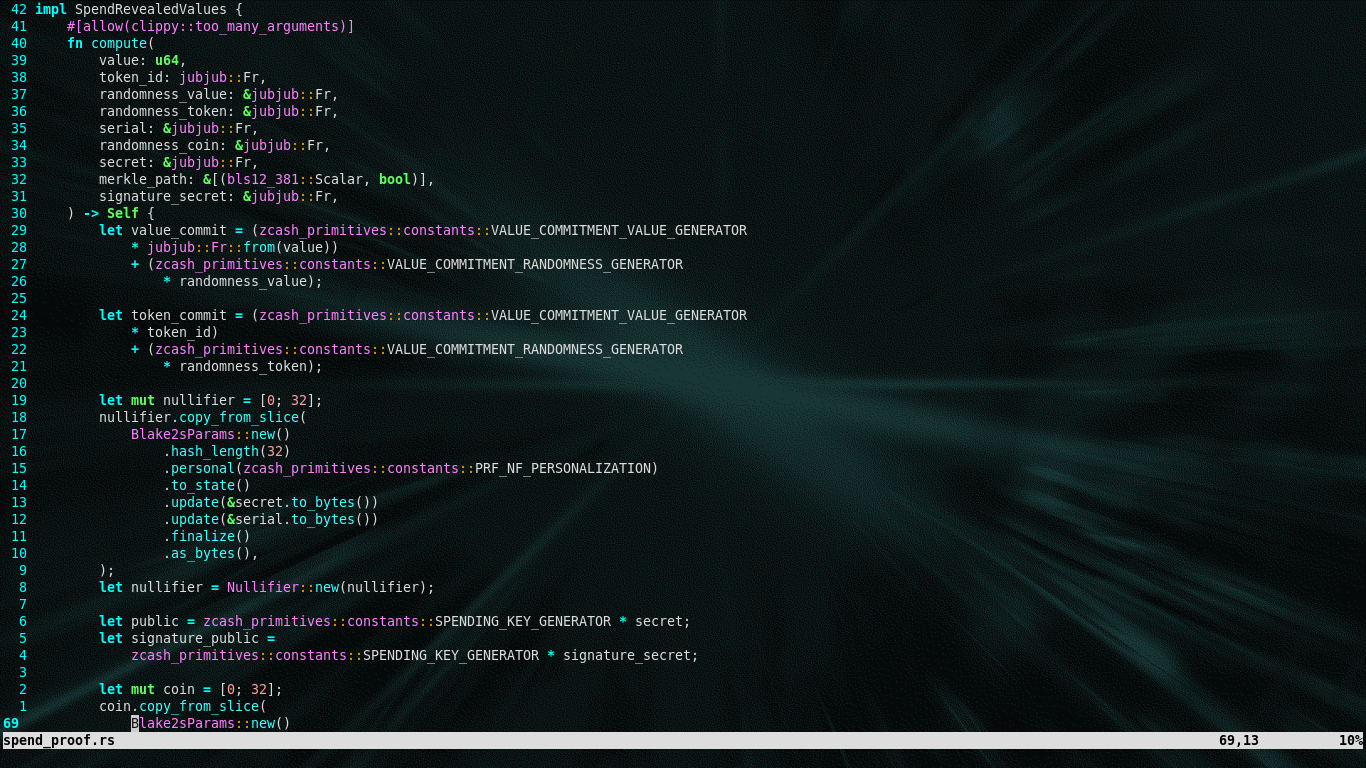 42 impl SpendRevealedValues {
41     #[allow(clippy::too_many_arguments)]
40     fn compute(
39         value: u64,
38         token_id: jubjub::Fr,
37         randomness_value: &jubjub::Fr,
36         randomness_token: &jubjub::Fr,
35         serial: &jubjub::Fr,
34         randomness_coin: &jubjub::Fr,
33         secret: &jubjub::Fr,
32         merkle_path: &[(bls12_381::Scalar, bool)],
31         signature_secret: &jubjub::Fr,
30     ) -> Self {
29         let value_commit = (zcash_primitives::constants::VALUE_COMMITMENT_VALUE_GENERATOR
28             * jubjub::Fr::from(value))
27             + (zcash_primitives::constants::VALUE_COMMITMENT_RANDOMNESS_GENERATOR
26                 * randomness_value);
25
24         let token_commit = (zcash_primitives::constants::VALUE_COMMITMENT_VALUE_GENERATOR
23             * token_id)
22             + (zcash_primitives::constants::VALUE_COMMITMENT_RANDOMNESS_GENERATOR
21                 * randomness_token);
20
19         let mut nullifier = [0; 32];
18         nullifier.copy_from_slice(
17             Blake2sParams::new()
16                 .hash_length(32)
15                 .personal(zcash_primitives::constants::PRF_NF_PERSONALIZATION)
14                 .to_state()
13                 .update(&secret.to_bytes())
12                 .update(&serial.to_bytes())
11                 .finalize()
10                 .as_bytes(),
9         );
8         let nullifier = Nullifier::new(nullifier);
7
6         let public = zcash_primitives::constants::SPENDING_KEY_GENERATOR * secret;
5         let signature_public =
4             zcash_primitives::constants::SPENDING_KEY_GENERATOR * signature_secret;
3
2         let mut coin = [0; 32];
1         coin.copy_from_slice(
69             Blake2sParams::new()
spend_proof.rs 69,13 10%